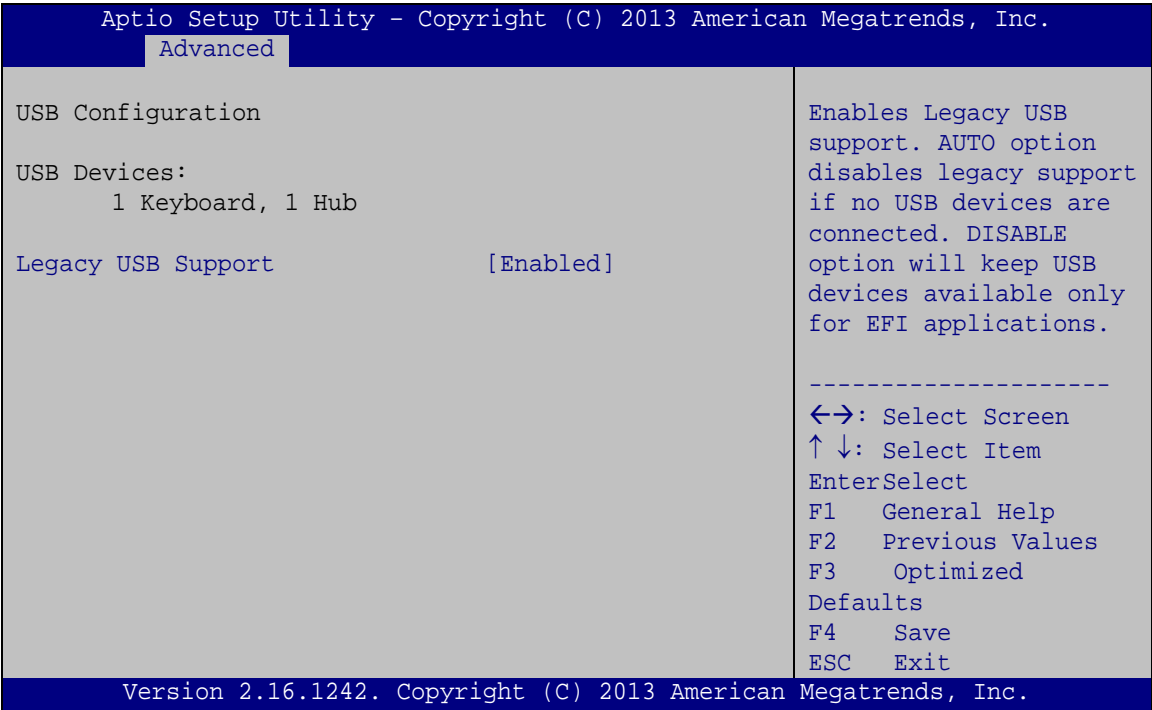 Aptio Setup Utility – Copyright (C) 2013 American Megatrends, Inc.
Advanced
USB Configuration
USB Devices:
1 Keyboard, 1 Hub
Legacy USB Support [Enabled]
Enables Legacy USB
support. AUTO option
disables legacy support
if no USB devices are
connected. DISABLE
option will keep USB
devices available only
for EFI applications.
---------------------
←→: Select Screen
↑ ↓: Select Item
EnterSelect
F1 General Help
F2 Previous Values
F3 Optimized
Defaults
F4 Save
ESC Exit
Version 2.16.1242. Copyright (C) 2013 American Megatrends, Inc.